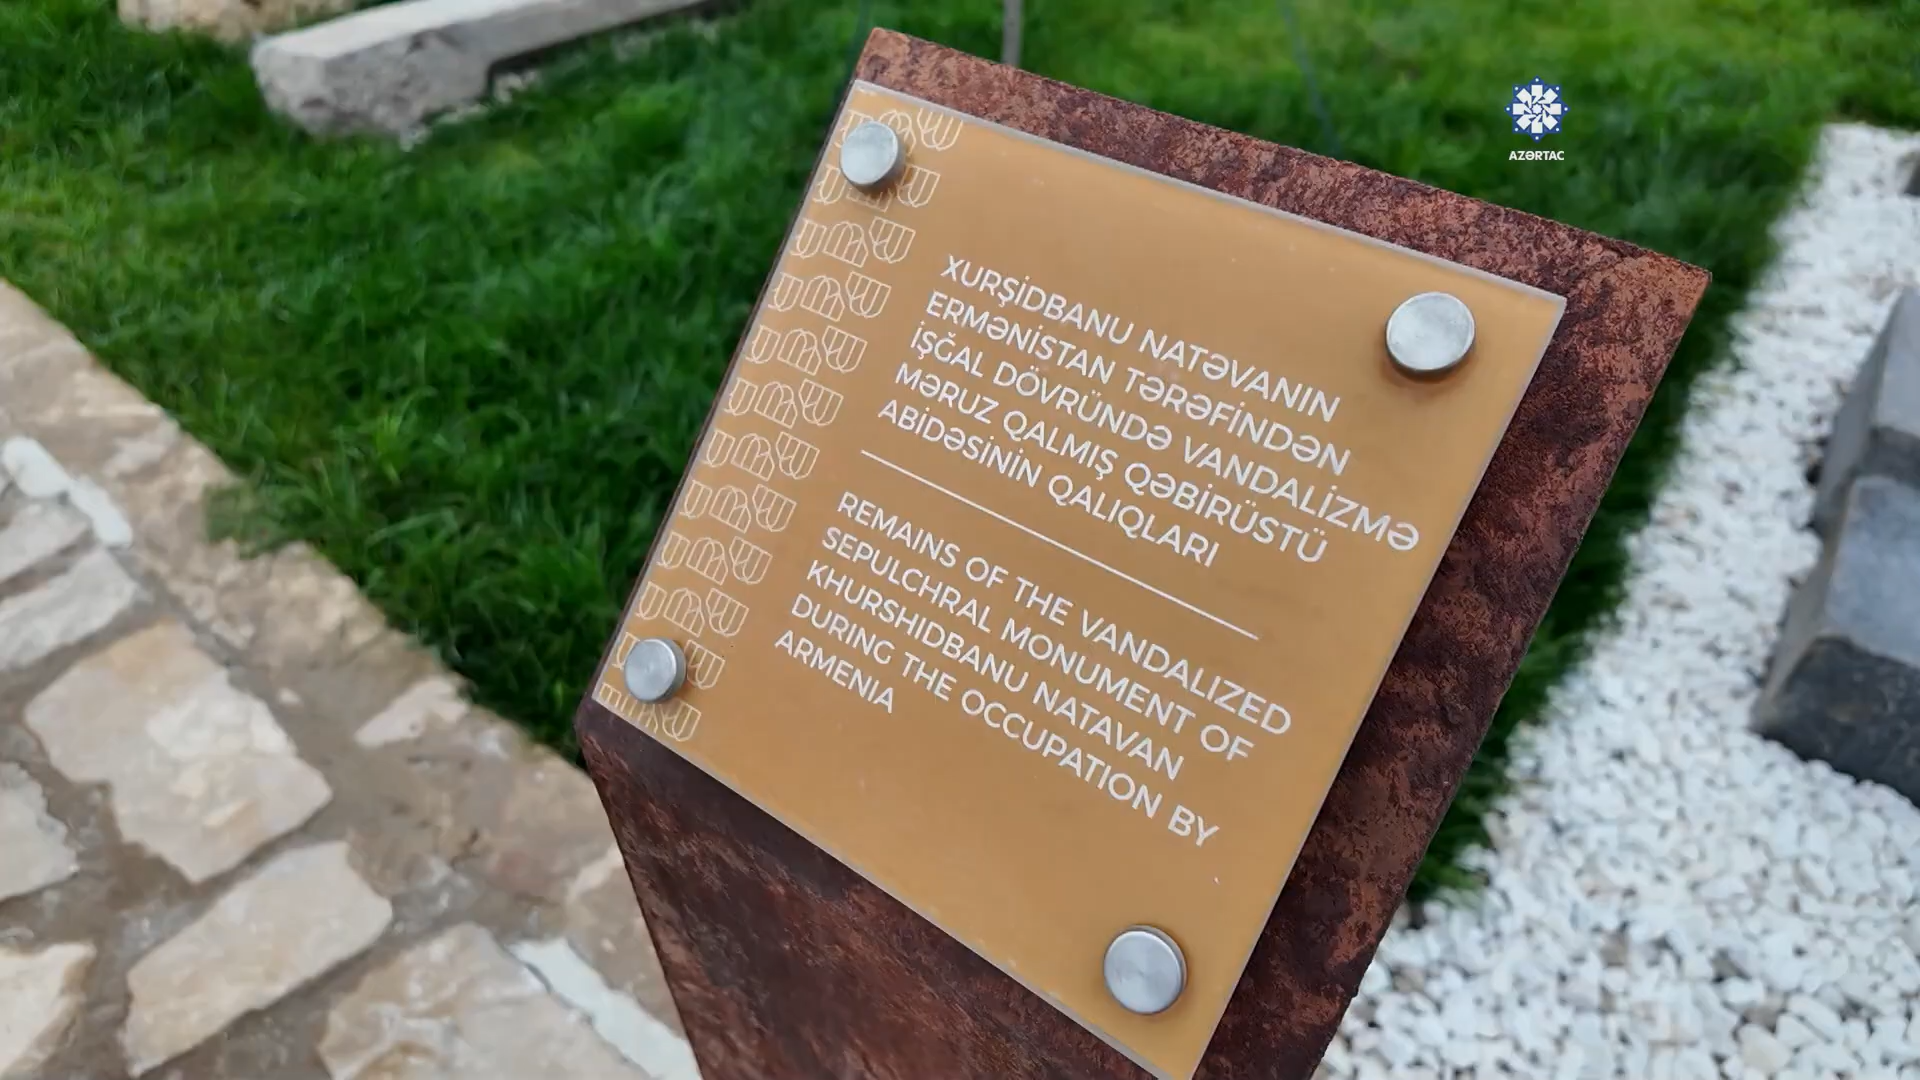 XURŞİDBANU NATƏVANIN
ERMƏNİSTAN TƏRƏFİNDƏN
İŞĞAL DÖVRÜNDƏ VANDALİZMƏ
MƏRUZ QALMIŞ QƏBİRÜSTÜ
ABİDƏSİNİN QALIQLARI
REMAINS OF THE VANDALIZED
SEPULCHRAL MONUMENT OF
KHURSHIDBANU NATAVAN
DURING THE OCCUPATION BY
ARMENIA
AZƏRTAC